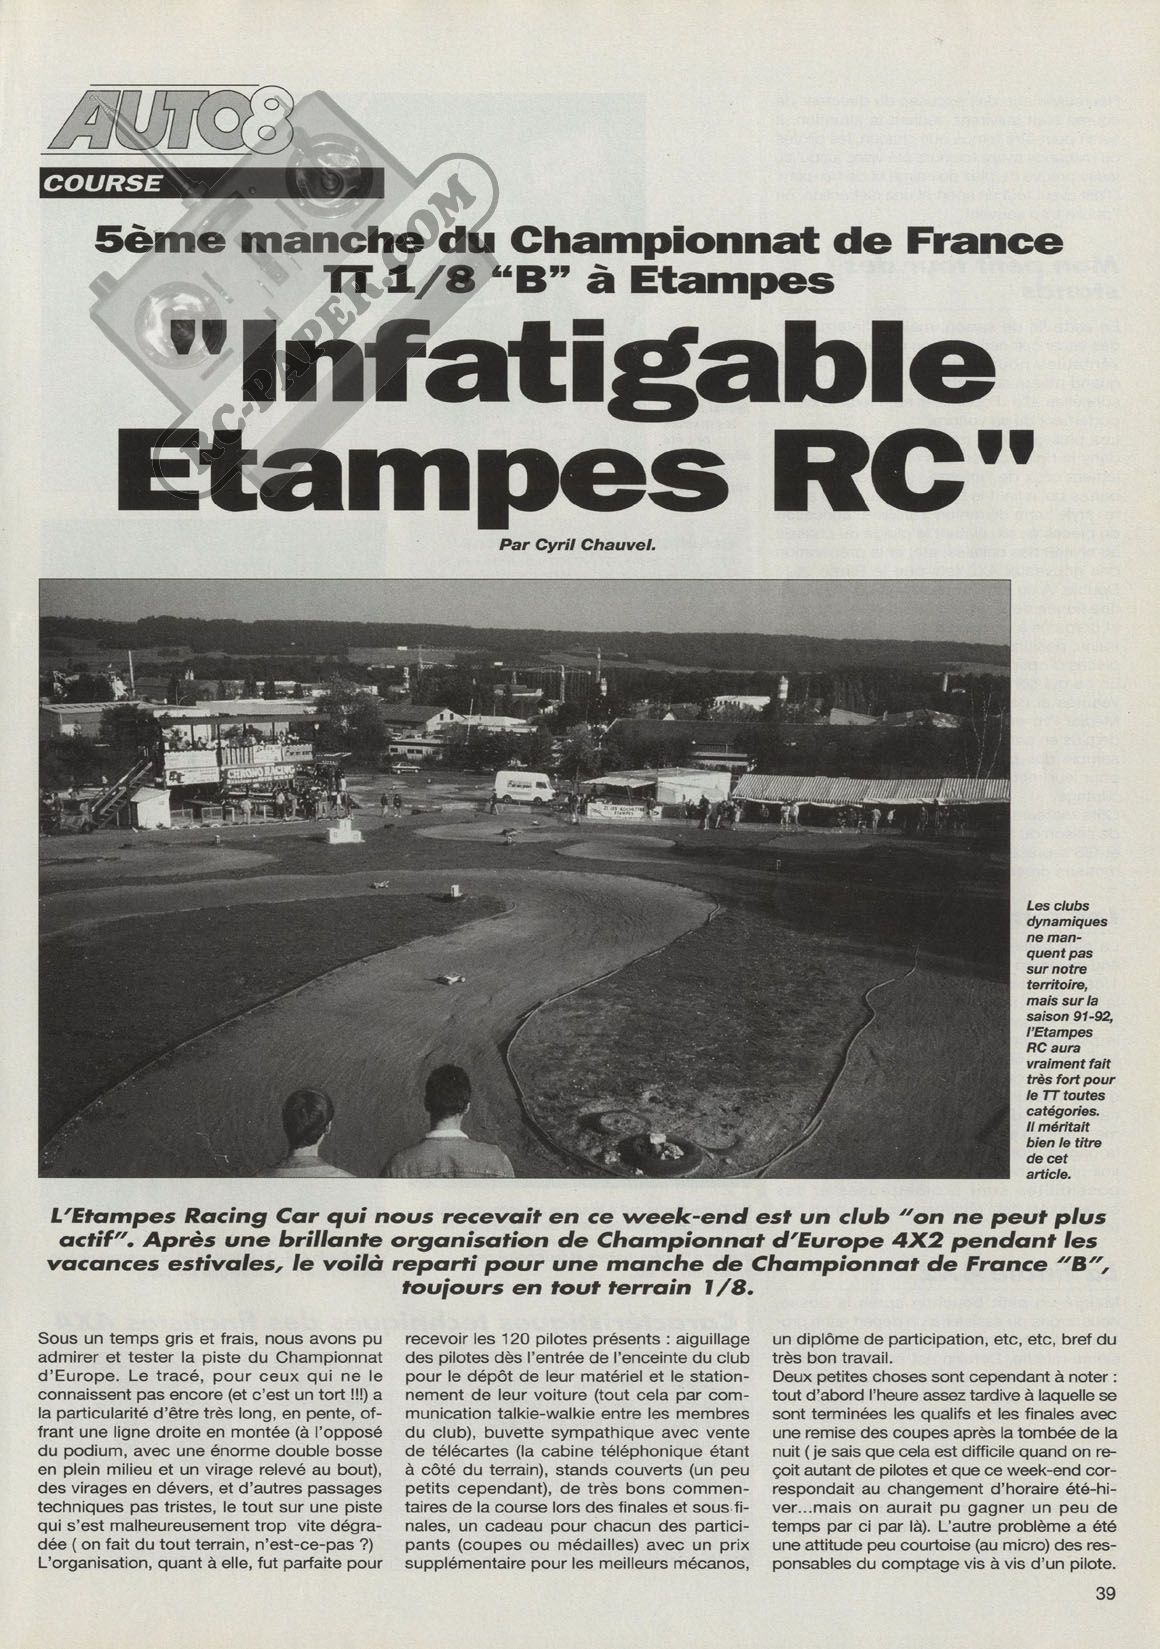 AUTO8
COURSE
RC-PAPER.COM
5ème manche du Championnat de France
TT 1/8 “B” à Etampes
"Infatigable
Etampes RC"
Par Cyril Chauvel.
CHRONO RACING
ETAMPES
Les clubs
dynamiques
ne man-
quent pas
sur notre
territoire,
mais sur la
saison 91-92,
l’Etampes
RC aura
vraiment fait
très fort pour
le TT toutes
catégories.
Il méritait
bien le titre
de cet
article.
L’Etampes Racing Car qui nous recevait en ce week-end est un club “on ne peut plus
actif”. Après une brillante organisation de Championnat d’Europe 4X2 pendant les
vacances estivales, le voilà reparti pour une manche de Championnat de France “B”,
toujours en tout terrain 1/8.
Sous un temps gris et frais, nous avons pu
admirer et tester la piste du Championnat
d’Europe. Le tracé, pour ceux qui ne le
connaissent pas encore (et c’est un tort !!!) a
la particularité d’être très long, en pente, of-
frant une ligne droite en montée (à l’opposé
du podium, avec une énorme double bosse
en plein milieu et un virage relevé au bout),
des virages en dévers, et d’autres passages
techniques pas tristes, le tout sur une piste
qui s’est malheureusement trop vite dégra-
dée ( on fait du tout terrain, n’est-ce-pas ?)
L’organisation, quant à elle, fut parfaite pour
recevoir les 120 pilotes présents : aiguillage
des pilotes dès l’entrée de l’enceinte du club
pour le dépôt de leur matériel et le station-
nement de leur voiture (tout cela par com-
munication talkie-walkie entre les membres
du club), buvette sympathique avec vente
de télécartes (la cabine téléphonique étant
à côté du terrain), stands couverts (un peu
petits cependant), de très bons commen-
taires de la course lors des finales et sous fi-
nales, un cadeau pour chacun des partici-
pants (coupes ou médailles) avec un prix
supplémentaire pour les meilleurs mécanos,
un diplôme de participation, etc, etc, bref du
très bon travail.
Deux petites choses sont cependant à noter :
tout d’abord l’heure assez tardive à laquelle se
sont terminées les qualifs et les finales avec
une remise des coupes après la tombée de la
nuit ( je sais que cela est difficile quand on re-
çoit autant de pilotes et que ce week-end cor-
respondait au changement d’horaire été-hi-
ver...mais on aurait pu gagner un peu de
temps par ci par là). L’autre problème a été
une attitude peu courtoise (au micro) des res-
ponsables du comptage vis à vis d’un pilote.
39